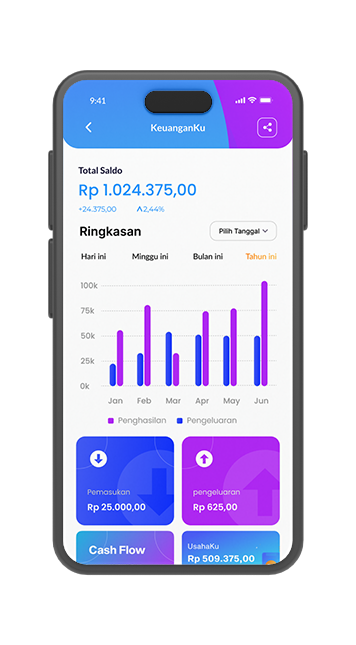 9:41
KeuanganKu
Total Saldo
Rp 1.024.375,00
+24.375,00 2,44%
Ringkasan
Pilih Tanggal
Hari ini Minggu ini Bulan ini Tahun ini
100k
75k
50k
25k
0k
Jan Feb Mar Apr May Jun
Penghasilan Pengeluaran
Pemasukan
Rp 25.000,00
pengeluaran
Rp 625,00
Cash Flow
UsahaKu
Rp 509.375,00